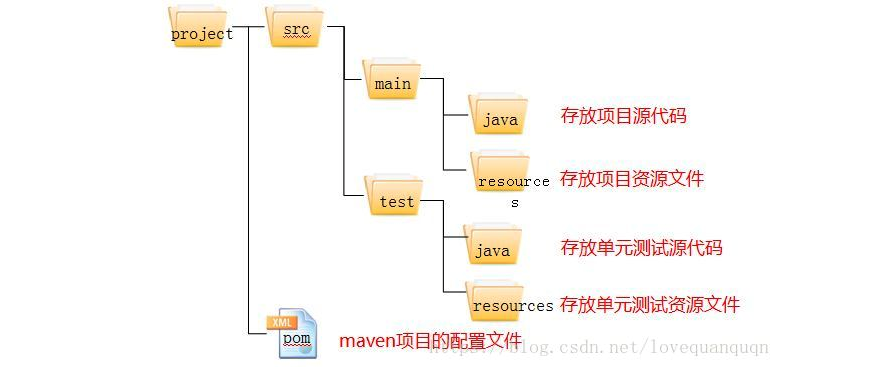 project
src
main
java
存放项目源代码
resources
存放项目资源文件
test
java
存放单元测试源代码
resources
存放单元测试资源文件
XML
pom
maven项目的配置文件
https://blog.csdn.net/lovequanquqn